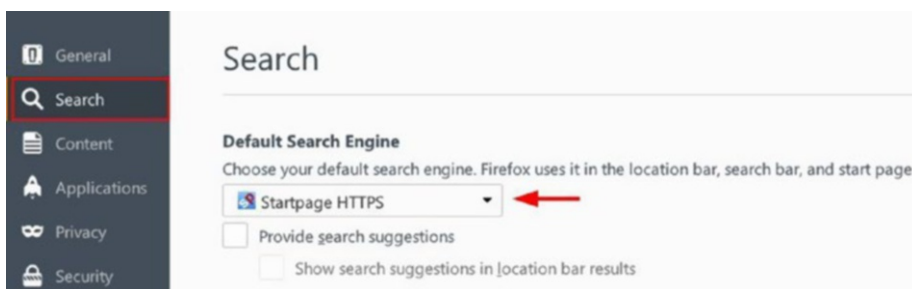 General
Search
Content
Applications
Privacy
Security
Search
Default Search Engine
Choose your default search engine. Firefox uses it in the location bar, search bar, and start page
Startpage HTTPS
Provide search suggestions
Show search suggestions in location bar results